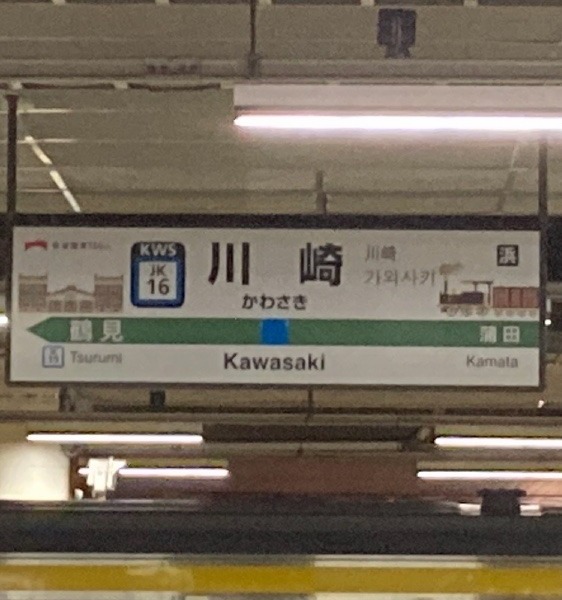 KWS
JK
16
川崎
かわさき
川崎
가와사키
浜
鶴見
蒲田
Tsurumi
Kawasaki
Kamata